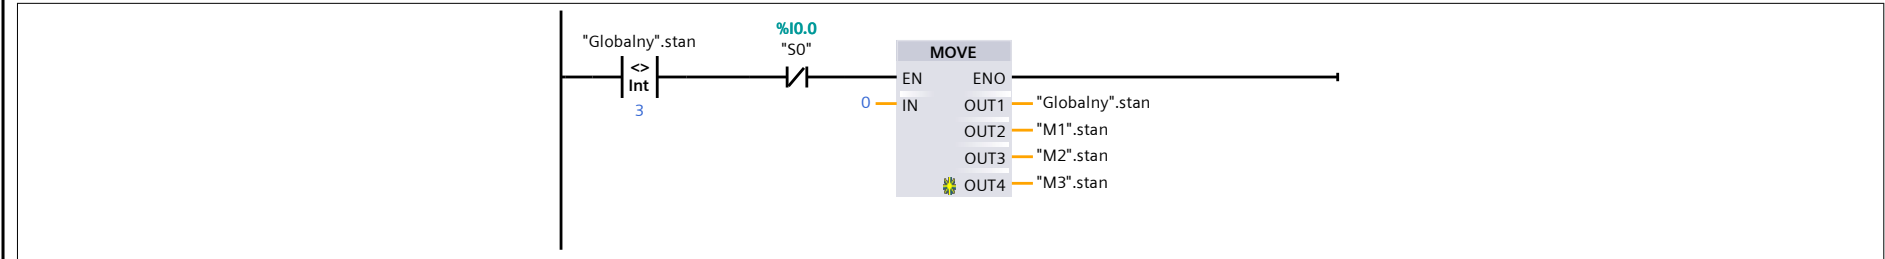 %I0.0
"Globalny".stan
"S0"
<>
Int
3
MOVE
EN ENO
0 IN OUT1 "Globalny".stan
OUT2 "M1".stan
OUT3 "M2".stan
OUT4 "M3".stan